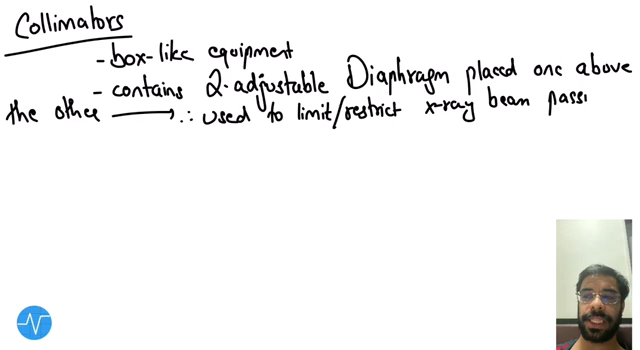 Collimators
- box-like equipment
- contains 2-adjustable Diaphragm placed one above
the other ⟶ ∴ used to limit/restrict x-ray beam passi